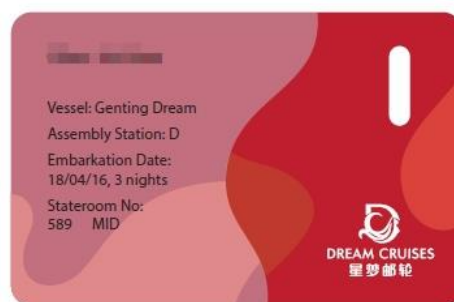 Vessel: Genting Dream
Assembly Station: D
Embarkation Date:
18/04/16, 3 nights
Stateroom No:
589 MID
DREAM CRUISES
星梦邮轮